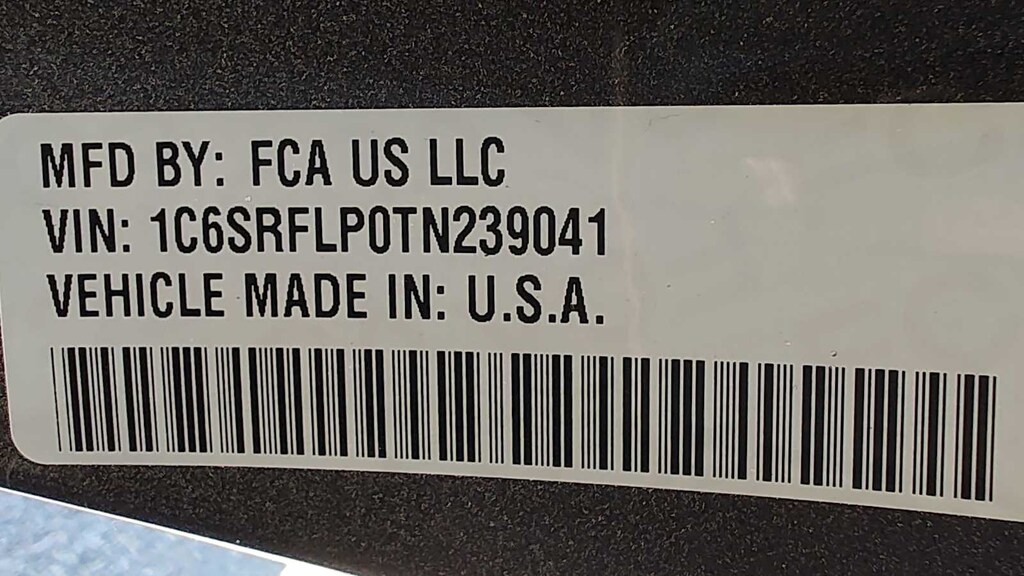 MFD BY: FCA US LLC
VIN: 1C6SRFLP0TN239041
VEHICLE MADE IN: U.S.A.